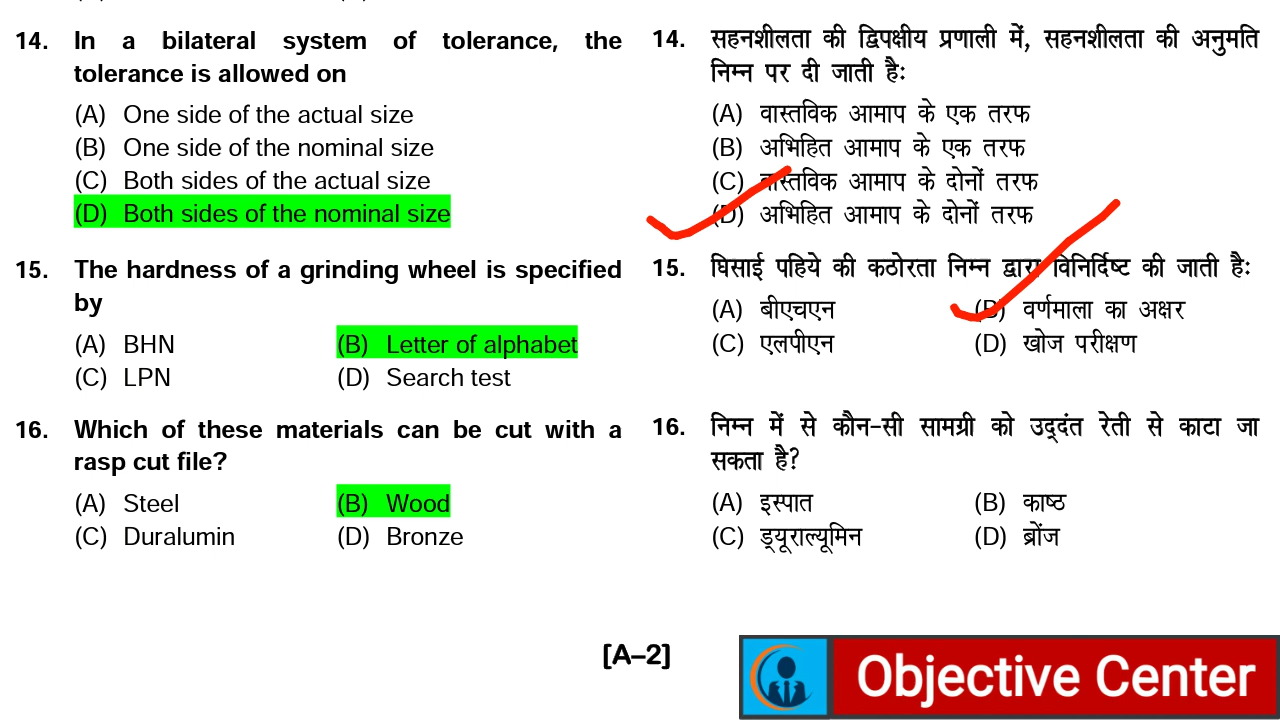 14. In a bilateral system of tolerance, the
tolerance is allowed on
(A) One side of the actual size
(B) One side of the nominal size
(C) Both sides of the actual size
(D) Both sides of the nominal size
15. The hardness of a grinding wheel is specified
by
(A) BHN (B) Letter of alphabet
(C) LPN (D) Search test
16. Which of these materials can be cut with a
rasp cut file?
(A) Steel (B) Wood
(C) Duralumin (D) Bronze
14. सहनशीलता की द्विपक्षीय प्रणाली में, सहनशीलता की अनुमति
निम्न पर दी जाती हैः
(A) वास्तविक आमाप के एक तरफ
(B) अभिहित आमाप के एक तरफ
(C) वास्तविक आमाप के दोनों तरफ
(D) अभिहित आमाप के दोनों तरफ
15. घिसाई पहिये की कठोरता निम्न द्वारा विनिर्दिष्ट की जाती हैः
(A) बीएचएन (B) वर्णमाला का अक्षर
(C) एलपीएन (D) खोज परीक्षण
16. निम्न में से कौन-सी सामग्री को उद्दंत रेती से काटा जा
सकता है?
(A) इस्पात (B) काष्ठ
(C) ड्यूराल्यूमिन (D) ब्रोंज
[A–2]
Objective Center